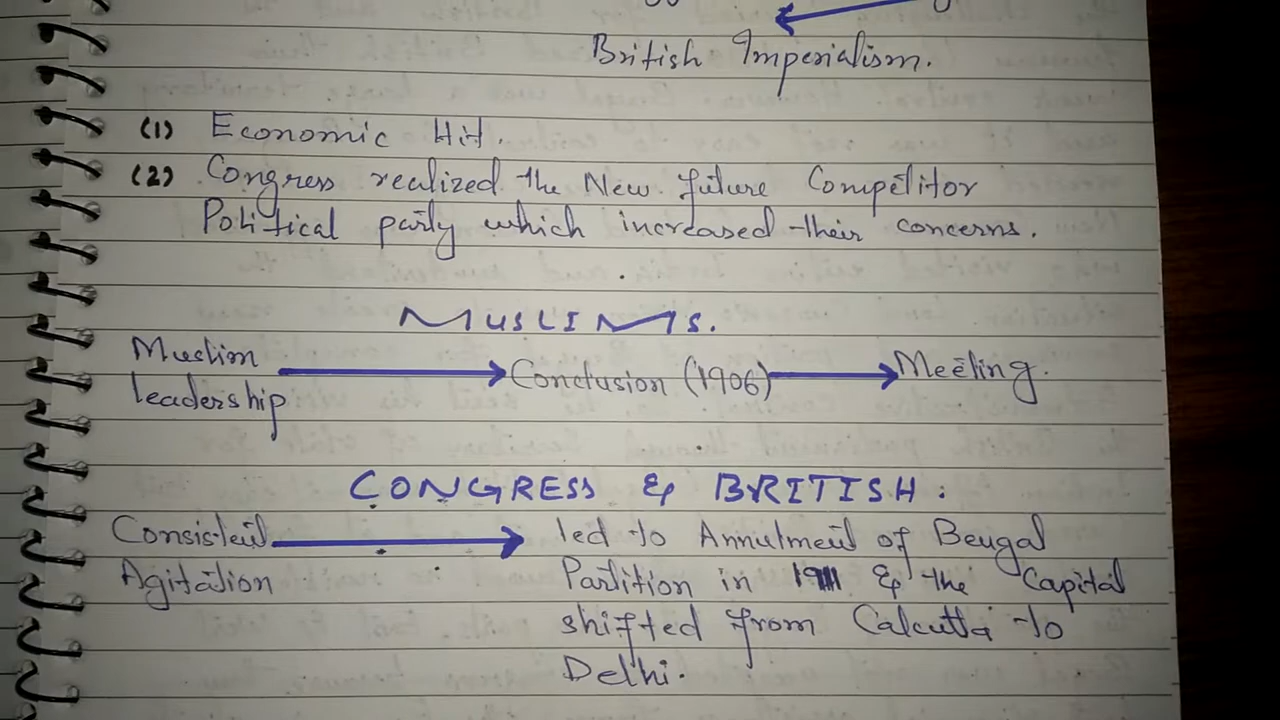 British Imperialism.
(1) Economic Hit.
(2) Congress realized the New future Competitor
Political party which increased their concerns.
MUSLIMS.
Muslim leadership → Conclusion (1906) → Meeting.
CONGRESS & BRITISH:
Consistent → led to Annulment of Bengal
Agitation Partition in 1911 & the Capital
shifted from Calcutta to
Delhi.